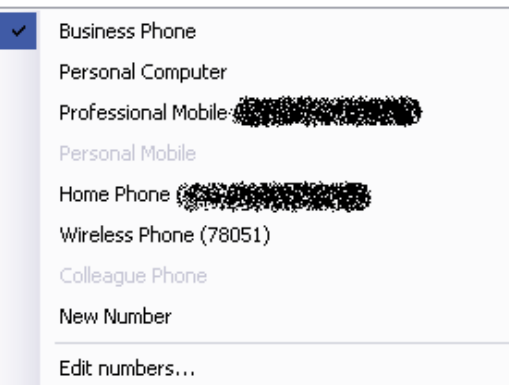 Business Phone
Personal Computer
Professional Mobile
Personal Mobile
Home Phone
Wireless Phone (78051)
Colleague Phone
New Number
Edit numbers...